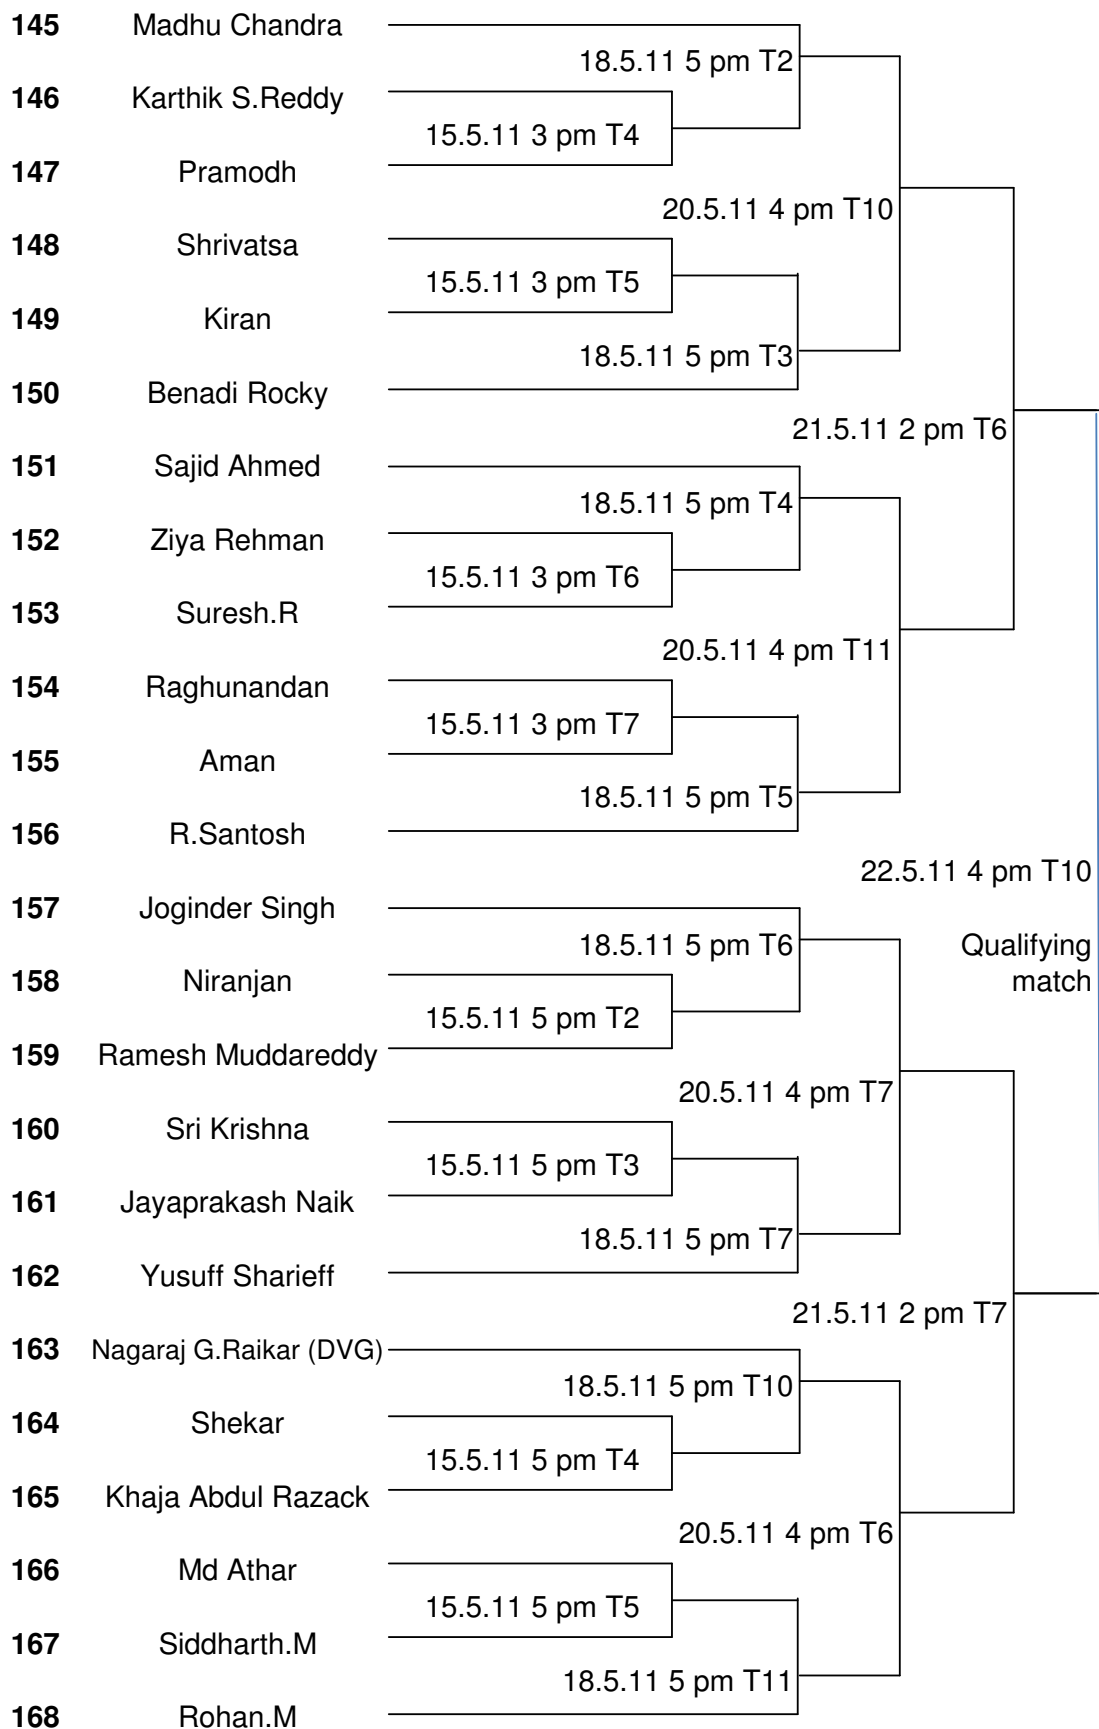 145 Madhu Chandra
18.5.11 5 pm T2
146 Karthik S.Reddy
15.5.11 3 pm T4
147 Pramodh
20.5.11 4 pm T10
148 Shrivatsa
15.5.11 3 pm T5
149 Kiran
18.5.11 5 pm T3
150 Benadi Rocky
21.5.11 2 pm T6
151 Sajid Ahmed
18.5.11 5 pm T4
152 Ziya Rehman
15.5.11 3 pm T6
153 Suresh.R
20.5.11 4 pm T11
154 Raghunandan
15.5.11 3 pm T7
155 Aman
18.5.11 5 pm T5
156 R.Santosh
22.5.11 4 pm T10
157 Joginder Singh
18.5.11 5 pm T6
Qualifying
158 Niranjan
match
15.5.11 5 pm T2
159 Ramesh Muddareddy
20.5.11 4 pm T7
160 Sri Krishna
15.5.11 5 pm T3
161 Jayaprakash Naik
18.5.11 5 pm T7
162 Yusuff Sharieff
21.5.11 2 pm T7
163 Nagaraj G.Raikar (DVG)
18.5.11 5 pm T10
164 Shekar
15.5.11 5 pm T4
165 Khaja Abdul Razack
20.5.11 4 pm T6
166 Md Athar
15.5.11 5 pm T5
167 Siddharth.M
18.5.11 5 pm T11
168 Rohan.M